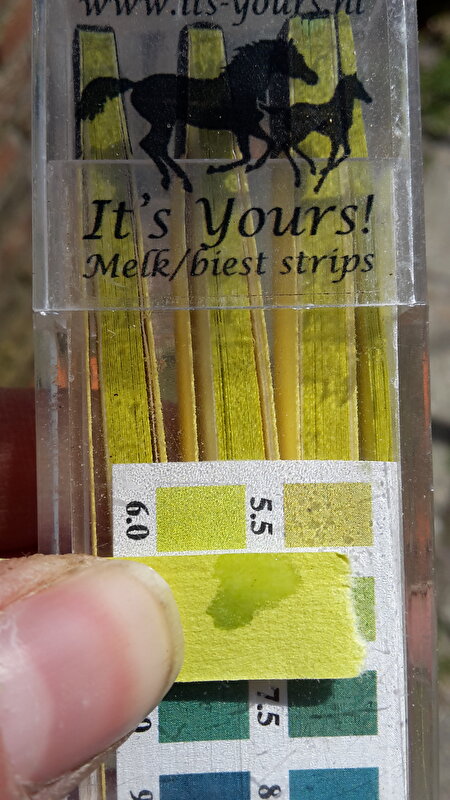 www.its-yours.nl
It's Yours!
Melk/biest strips
6.0
5.5
7.5